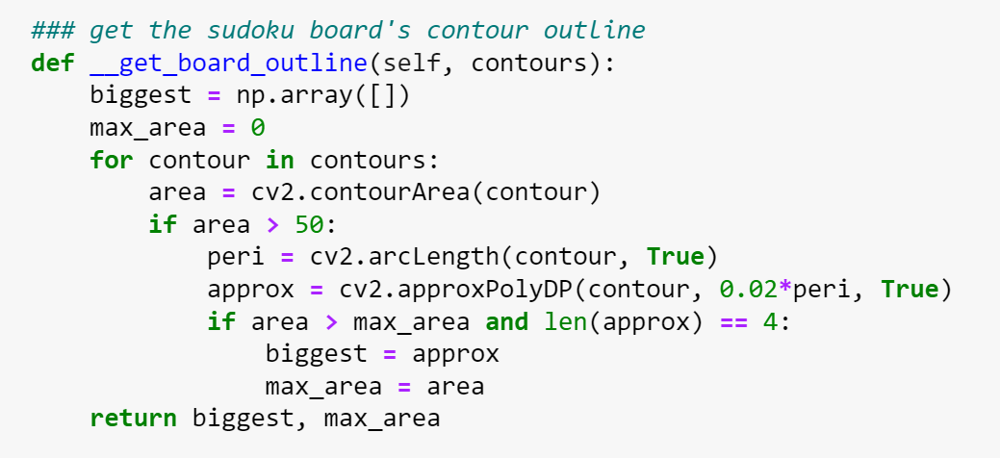 ### get the sudoku board's contour outline
def __get_board_outline(self, contours):
    biggest = np.array([])
    max_area = 0
    for contour in contours:
        area = cv2.contourArea(contour)
        if area > 50:
            peri = cv2.arcLength(contour, True)
            approx = cv2.approxPolyDP(contour, 0.02*peri, True)
            if area > max_area and len(approx) == 4:
                biggest = approx
                max_area = area
    return biggest, max_area